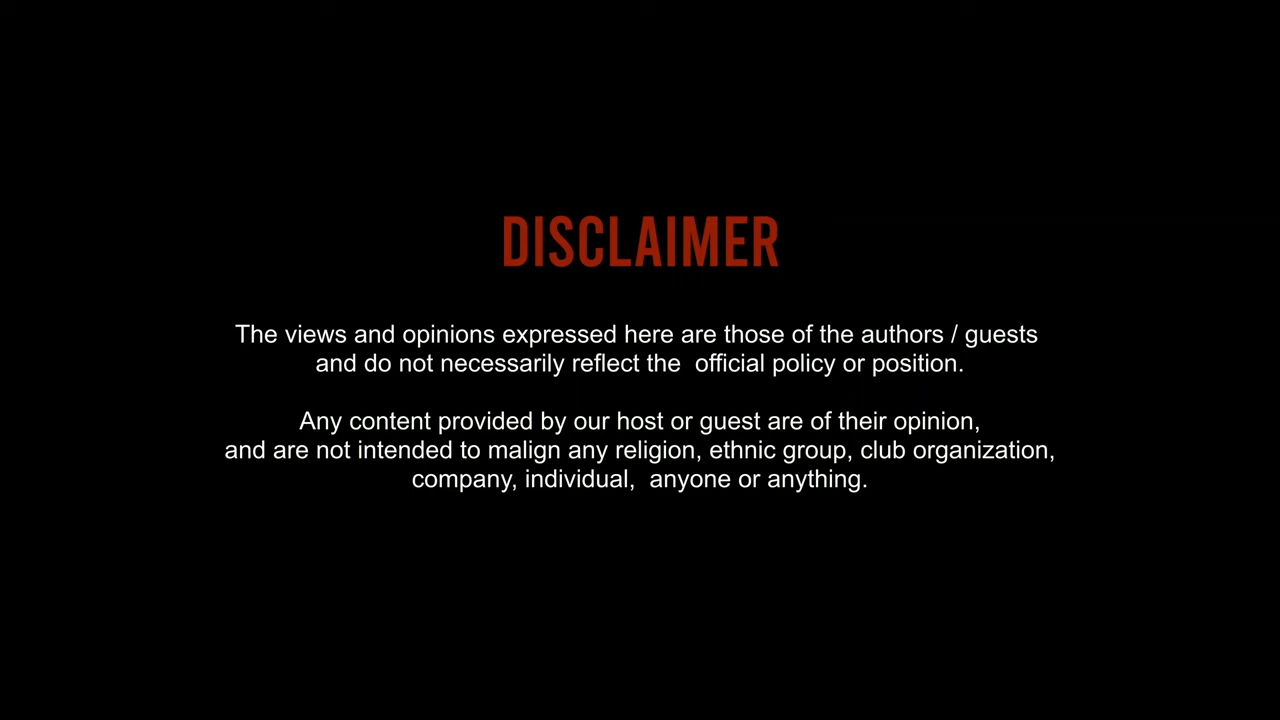 DISCLAIMER
The views and opinions expressed here are those of the authors / guests
and do not necessarily reflect the  official policy or position.
Any content provided by our host or guest are of their opinion,
and are not intended to malign any religion, ethnic group, club organization,
company, individual,  anyone or anything.